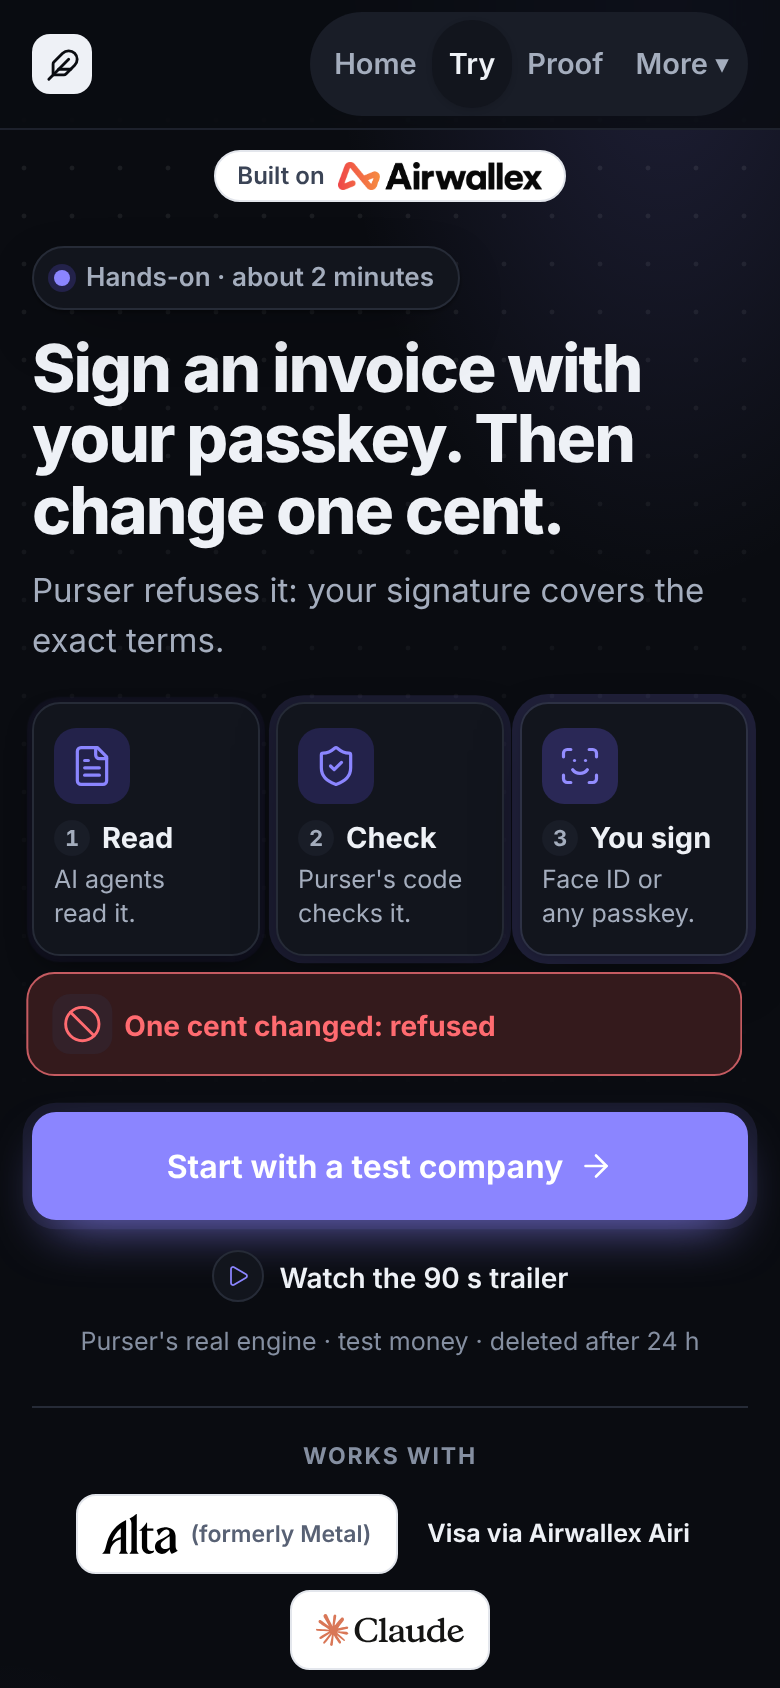 Home Try Proof More ▾
Built on Airwallex
Hands-on · about 2 minutes
Sign an invoice with
your passkey. Then
change one cent.
Purser refuses it: your signature covers the
exact terms.
1 Read
AI agents
read it.
2 Check
Purser's code
checks it.
3 You sign
Face ID or
any passkey.
One cent changed: refused
Start with a test company →
Watch the 90 s trailer
Purser's real engine · test money · deleted after 24 h
WORKS WITH
Alta (formerly Metal) Visa via Airwallex Airi
Claude